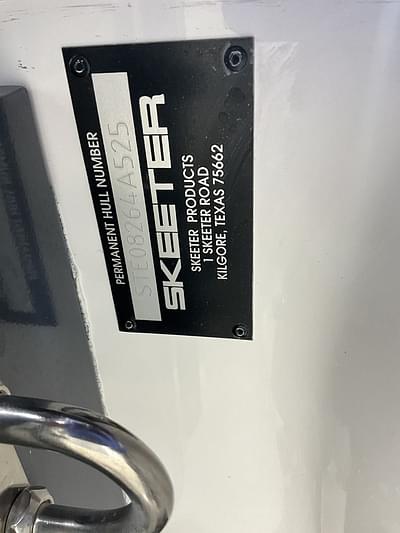 PERMANENT HULL NUMBER
STE08264A525
SKEETER
SKEETER PRODUCTS
1 SKEETER ROAD
KILGORE, TEXAS 75662